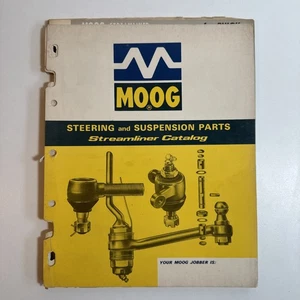 MOOG
®
STEERING and SUSPENSION PARTS
Streamliner Catalog
YOUR MOOG JOBBER IS: